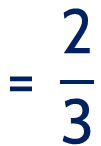 = 2/3